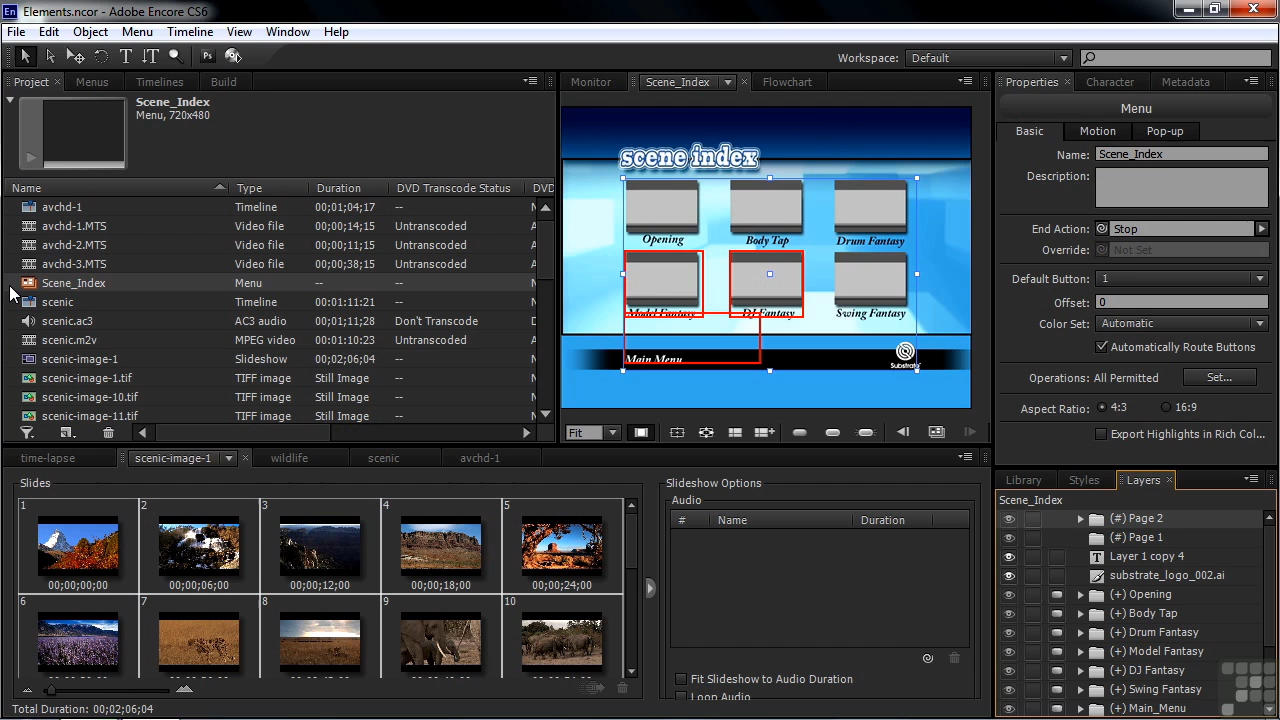 En Elements.ncor - Adobe Encore CS6
File Edit Object Menu Timeline View Window Help
Workspace: Default
Project Menus Timelines Build
Monitor Scene_Index Flowchart
Properties Character Metadata
Scene_Index
Menu, 720x480
Menu
Basic Motion Pop-up
Name: Scene_Index
Description:
End Action: Stop
Override: Not Set
Default Button: 1
Offset: 0
Color Set: Automatic
Automatically Route Buttons
Operations: All Permitted Set...
Aspect Ratio: 4:3 16:9
Export Highlights in Rich Col...
Name Type Duration DVD Transcode Status DVD
avchd-1 Timeline 00;01;04;17 --
avchd-1.MTS Video file 00;00;14;15 Untranscoded
avchd-2.MTS Video file 00;00;11;15 Untranscoded
avchd-3.MTS Video file 00;00;38;15 Untranscoded
Scene_Index Menu -- --
scenic Timeline 00;01;11;21 --
scenic.ac3 AC3 audio 00;01;11;28 Don't Transcode
scenic.m2v MPEG video 00;01;10:23 Untranscoded
scenic-image-1 Slideshow 00;02;06;04 --
scenic-image-1.tif TIFF image Still Image --
scenic-image-10.tif TIFF image Still Image --
scenic-image-11.tif TIFF image Still Image --
scene index
Opening Body Tap Drum Fantasy
Model Fantasy DJ Fantasy Swing Fantasy
Main Menu
Substrate
Fit
time-lapse scenic-image-1 wildlife scenic avchd-1
Slides
1 2 3 4 5
00;00;00;00 00;00;06;00 00;00;12;00 00;00;18;00 00;00;24;00
6 7 8 9 10
Slideshow Options
Audio
# Name Duration
Fit Slideshow to Audio Duration
Loop Audio
Total Duration: 00;02;06;04
Library Styles Layers
Scene_Index
(#) Page 2
(#) Page 1
T Layer 1 copy 4
substrate_logo_002.ai
(+) Opening
(+) Body Tap
(+) Drum Fantasy
(+) Model Fantasy
(+) DJ Fantasy
(+) Swing Fantasy
(+) Main_Menu